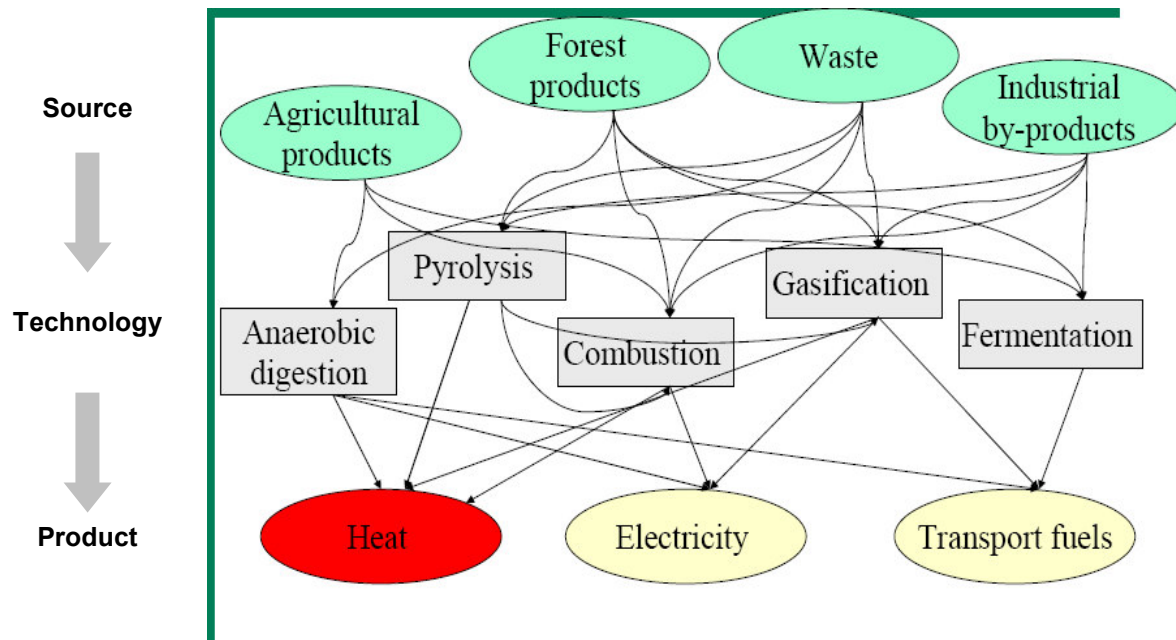 Source
Technology
Product
Forest
products
Waste
Agricultural
products
Industrial
by-products
Pyrolysis
Gasification
Anaerobic
digestion
Combustion
Fermentation
Heat
Electricity
Transport fuels